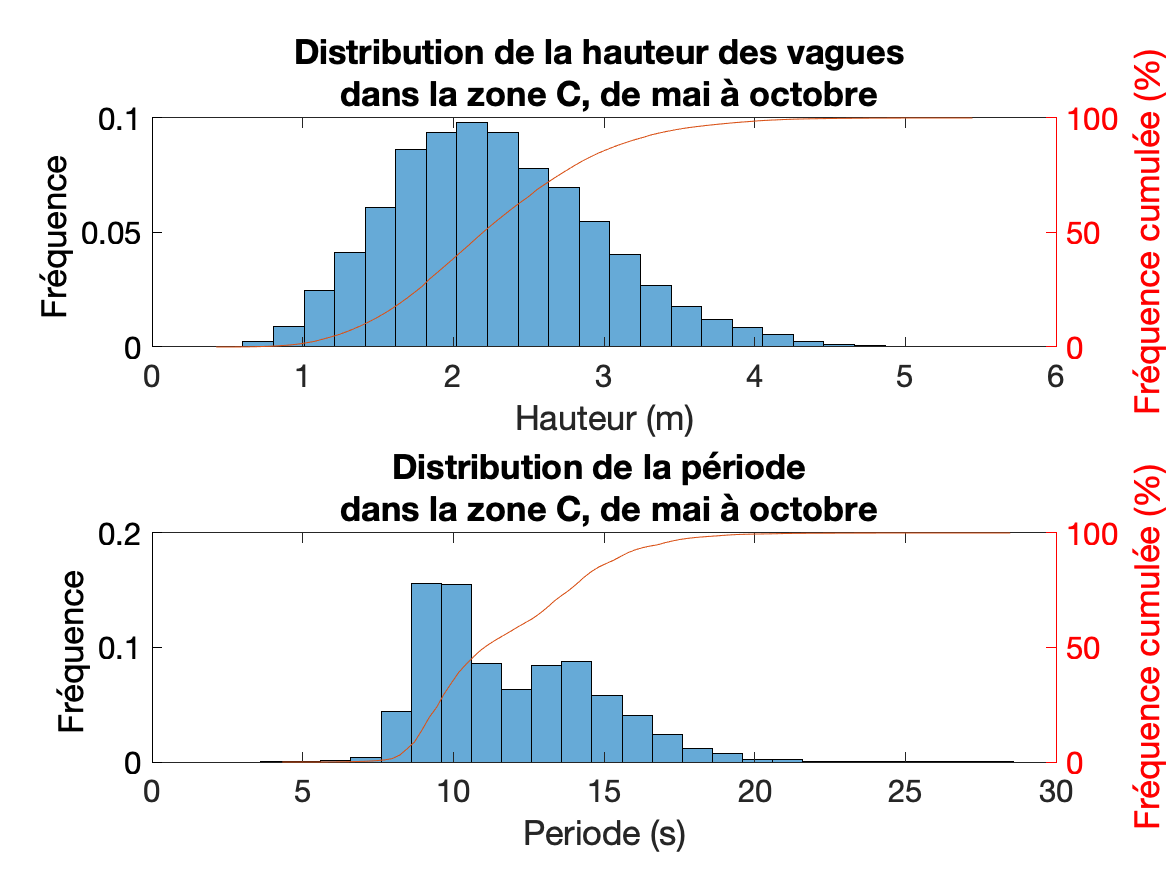 Distribution de la hauteur des vagues
dans la zone C, de mai à octobre
0.1
0.05
0
Fréquence
100
50
0
Fréquence cumulée (%)
0 1 2 3 4 5 6
Hauteur (m)
Distribution de la période
dans la zone C, de mai à octobre
0.2
0.1
0
Fréquence
100
50
0
Fréquence cumulée (%)
0 5 10 15 20 25 30
Periode (s)